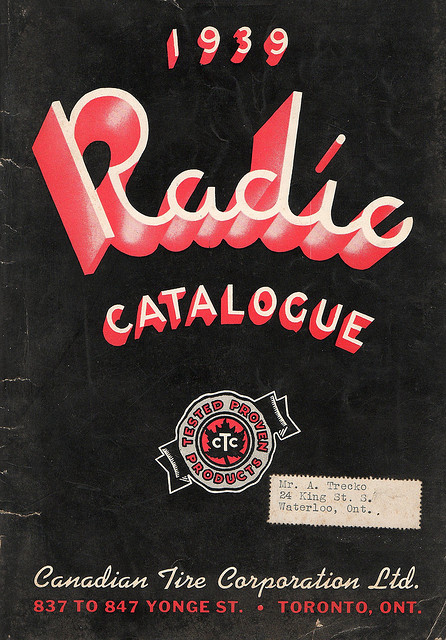 1939
Radio
CATALOGUE
TESTED PROVEN
CTC
PRODUCTS
Mr. A. Trecko
24 King St. S.
Waterloo, Ont.
Canadian Tire Corporation Ltd.
837 TO 847 YONGE ST. • TORONTO, ONT.